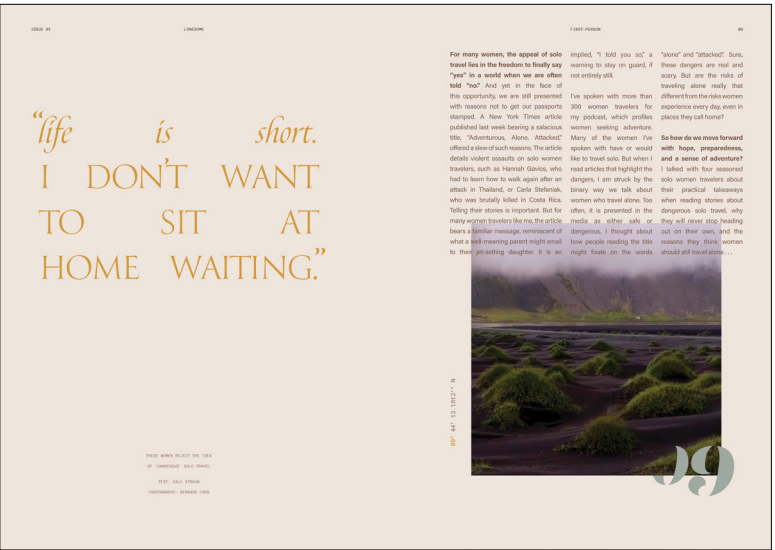 ISSUE 01
LONESOME
FIRST-PERSON
09
“life is short.
I DON’T WANT
TO SIT AT
HOME WAITING.”
THESE WOMEN REJECT THE IDEA
OF ‘DANGEROUS’ SOLO TRAVEL
TEXT: GALE STRAUB
PHOTOGRAPHY: BERNARD CHEN
For many women, the appeal of solo
travel lies in the freedom to finally say
“yes” in a world when we are often
told “no.” And yet in the face of
this opportunity, we are still presented
with reasons not to get our passports
stamped. A New York Times article
published last week bearing a salacious
title, “Adventurous, Alone, Attacked,”
offered a slew of such reasons. The article
details violent assaults on solo women
travelers, such as Hannah Gavios, who
had to learn how to walk again after an
attack in Thailand, or Carla Stefaniak,
who was brutally killed in Costa Rica.
Telling their stories is important. But for
many women travelers like me, the article
bears a familiar message, reminiscent of
what a well-meaning parent might email
to their jet-setting daughter. It is an
implied, “I told you so,” a
warning to stay on guard, if
not entirely still.
I’ve spoken with more than
300 women travelers for
my podcast, which profiles
women seeking adventure.
Many of the women I’ve
spoken with have or would
like to travel solo. But when I
read articles that highlight the
dangers, I am struck by the
binary way we talk about
women who travel alone. Too
often, it is presented in the
media as either safe or
dangerous. I thought about
how people reading the title
might fixate on the words
“alone” and “attacked”. Sure,
these dangers are real and
scary. But are the risks of
traveling alone really that
different from the risks women
experience every day, even in
places they call home?
So how do we move forward
with hope, preparedness,
and a sense of adventure?
I talked with four seasoned
solo women travelers about
their practical takeaways
when reading stories about
dangerous solo travel, why
they will never stop heading
out on their own, and the
reasons they think women
should still travel alone...
09